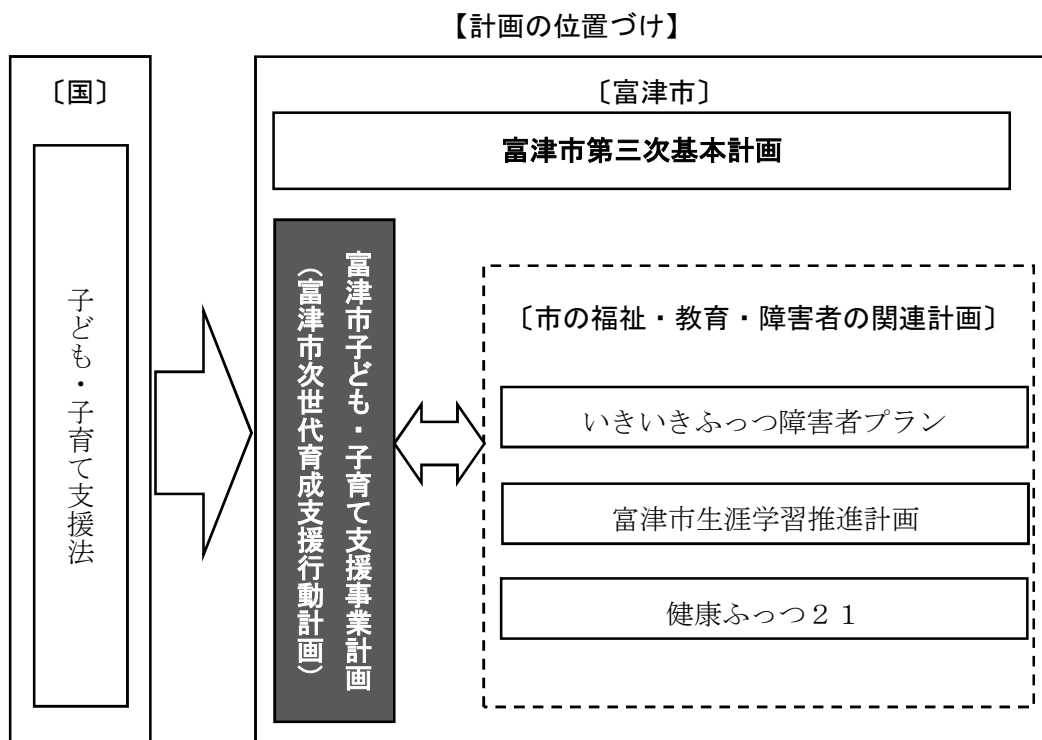 【計画の位置づけ】
〔国〕
子ども・子育て支援法
〔富津市〕
富津市第三次基本計画
富津市子ども・子育て支援事業計画
（富津市次世代育成支援行動計画）
〔市の福祉・教育・障害者の関連計画〕
いきいきふっつ障害者プラン
富津市生涯学習推進計画
健康ふっつ２１